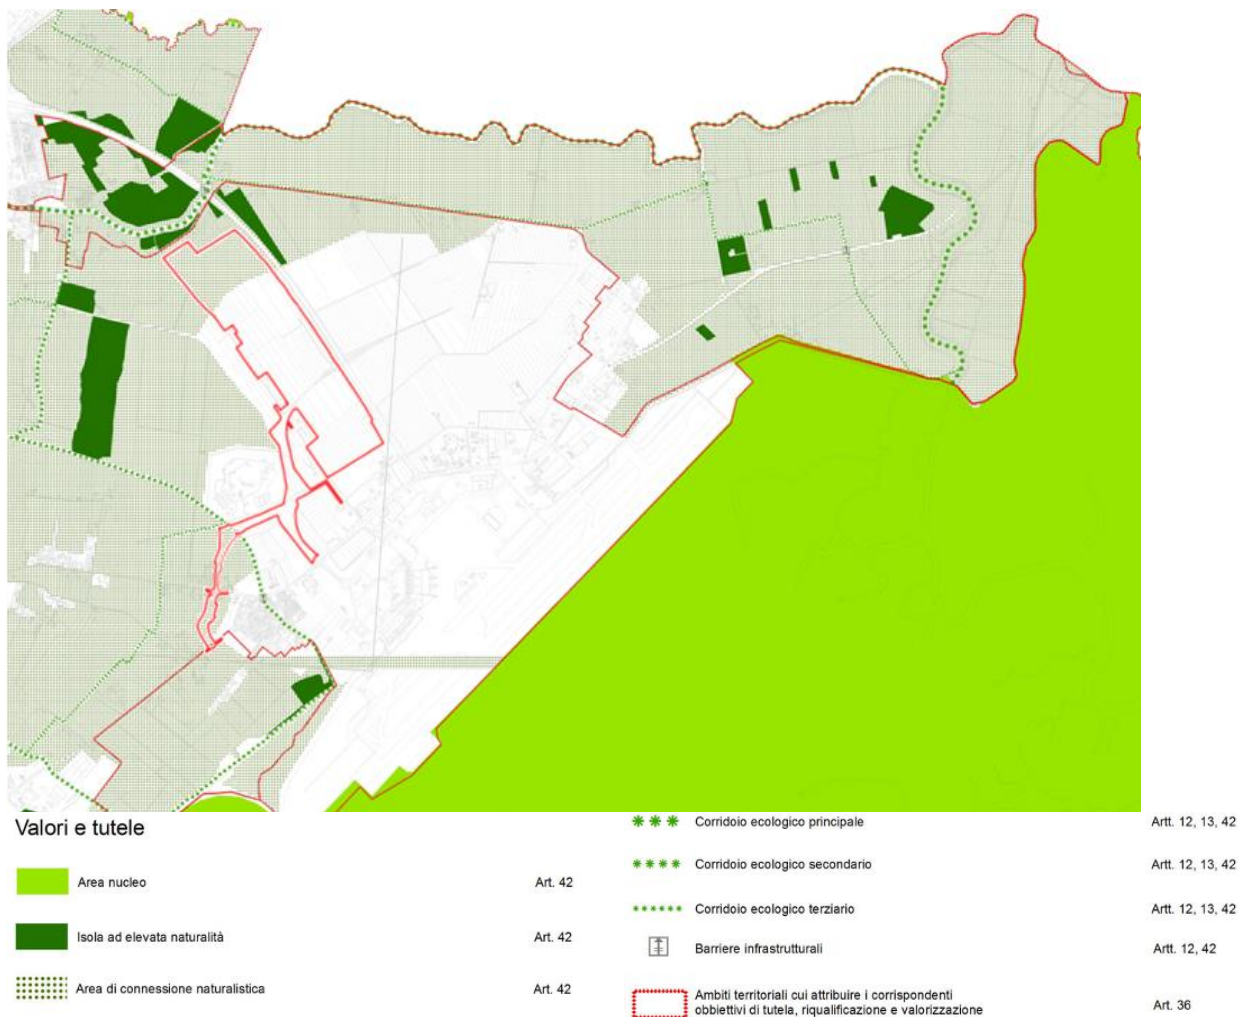 Valori e tutele
Area nucleo Art. 42
Isola ad elevata naturalità Art. 42
Area di connessione naturalistica Art. 42
Corridoio ecologico principale Artt. 12, 13, 42
Corridoio ecologico secondario Artt. 12, 13, 42
Corridoio ecologico terziario Artt. 12, 13, 42
Barriere infrastrutturali Artt. 12, 42
Ambiti territoriali cui attribuire i corrispondenti
obbiettivi di tutela, riqualificazione e valorizzazione Art. 36